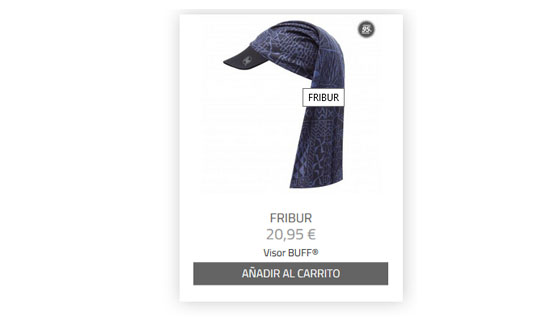 FRIBUR
FRIBUR
20,95 €
Visor BUFF®
AÑADIR AL CARRITO